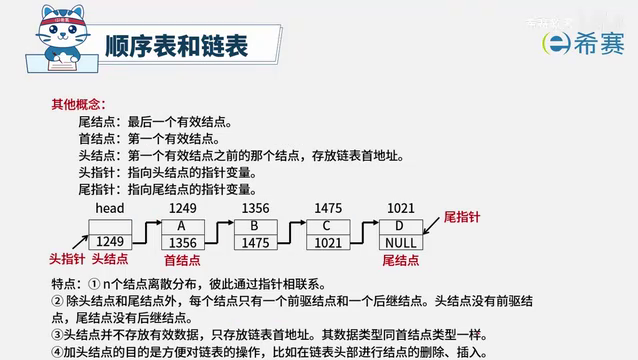 顺序表和链表
希赛
其他概念：
尾结点：最后一个有效结点。
首结点：第一个有效结点。
头结点：第一个有效结点之前的那个结点，存放链表首地址。
头指针：指向头结点的指针变量。
尾指针：指向尾结点的指针变量。
head 1249 1356 1475 1021 尾指针
A B C D
1249 1356 1475 1021 NULL
头指针 头结点 首结点 尾结点
特点：① n个结点离散分布，彼此通过指针相联系。
② 除头结点和尾结点外，每个结点只有一个前驱结点和一个后继结点。头结点没有前驱结
点，尾结点没有后继结点。
③头结点并不存放有效数据，只存放链表首地址。其数据类型同首结点类型一样。
④加头结点的目的是方便对链表的操作，比如在链表头部进行结点的删除、插入。